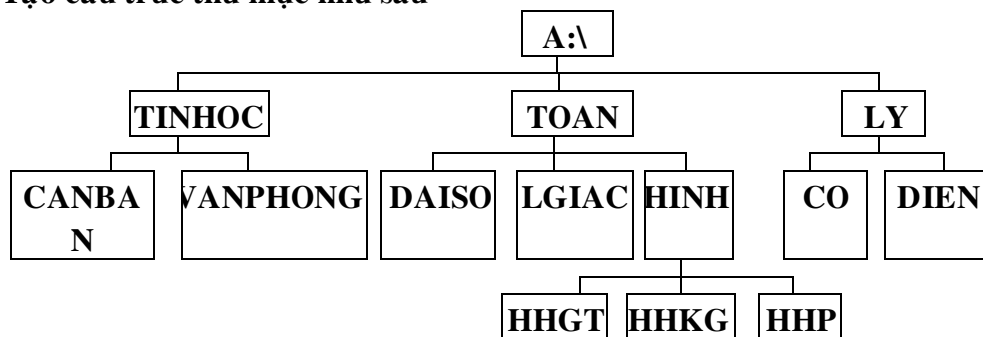 Tạo cấu trúc thư mục như sau
A:\
TINHOC TOAN LY
CANBA VANPHONG DAISO LGIAC HINH CO DIEN
N
HHGT HHKG HHP